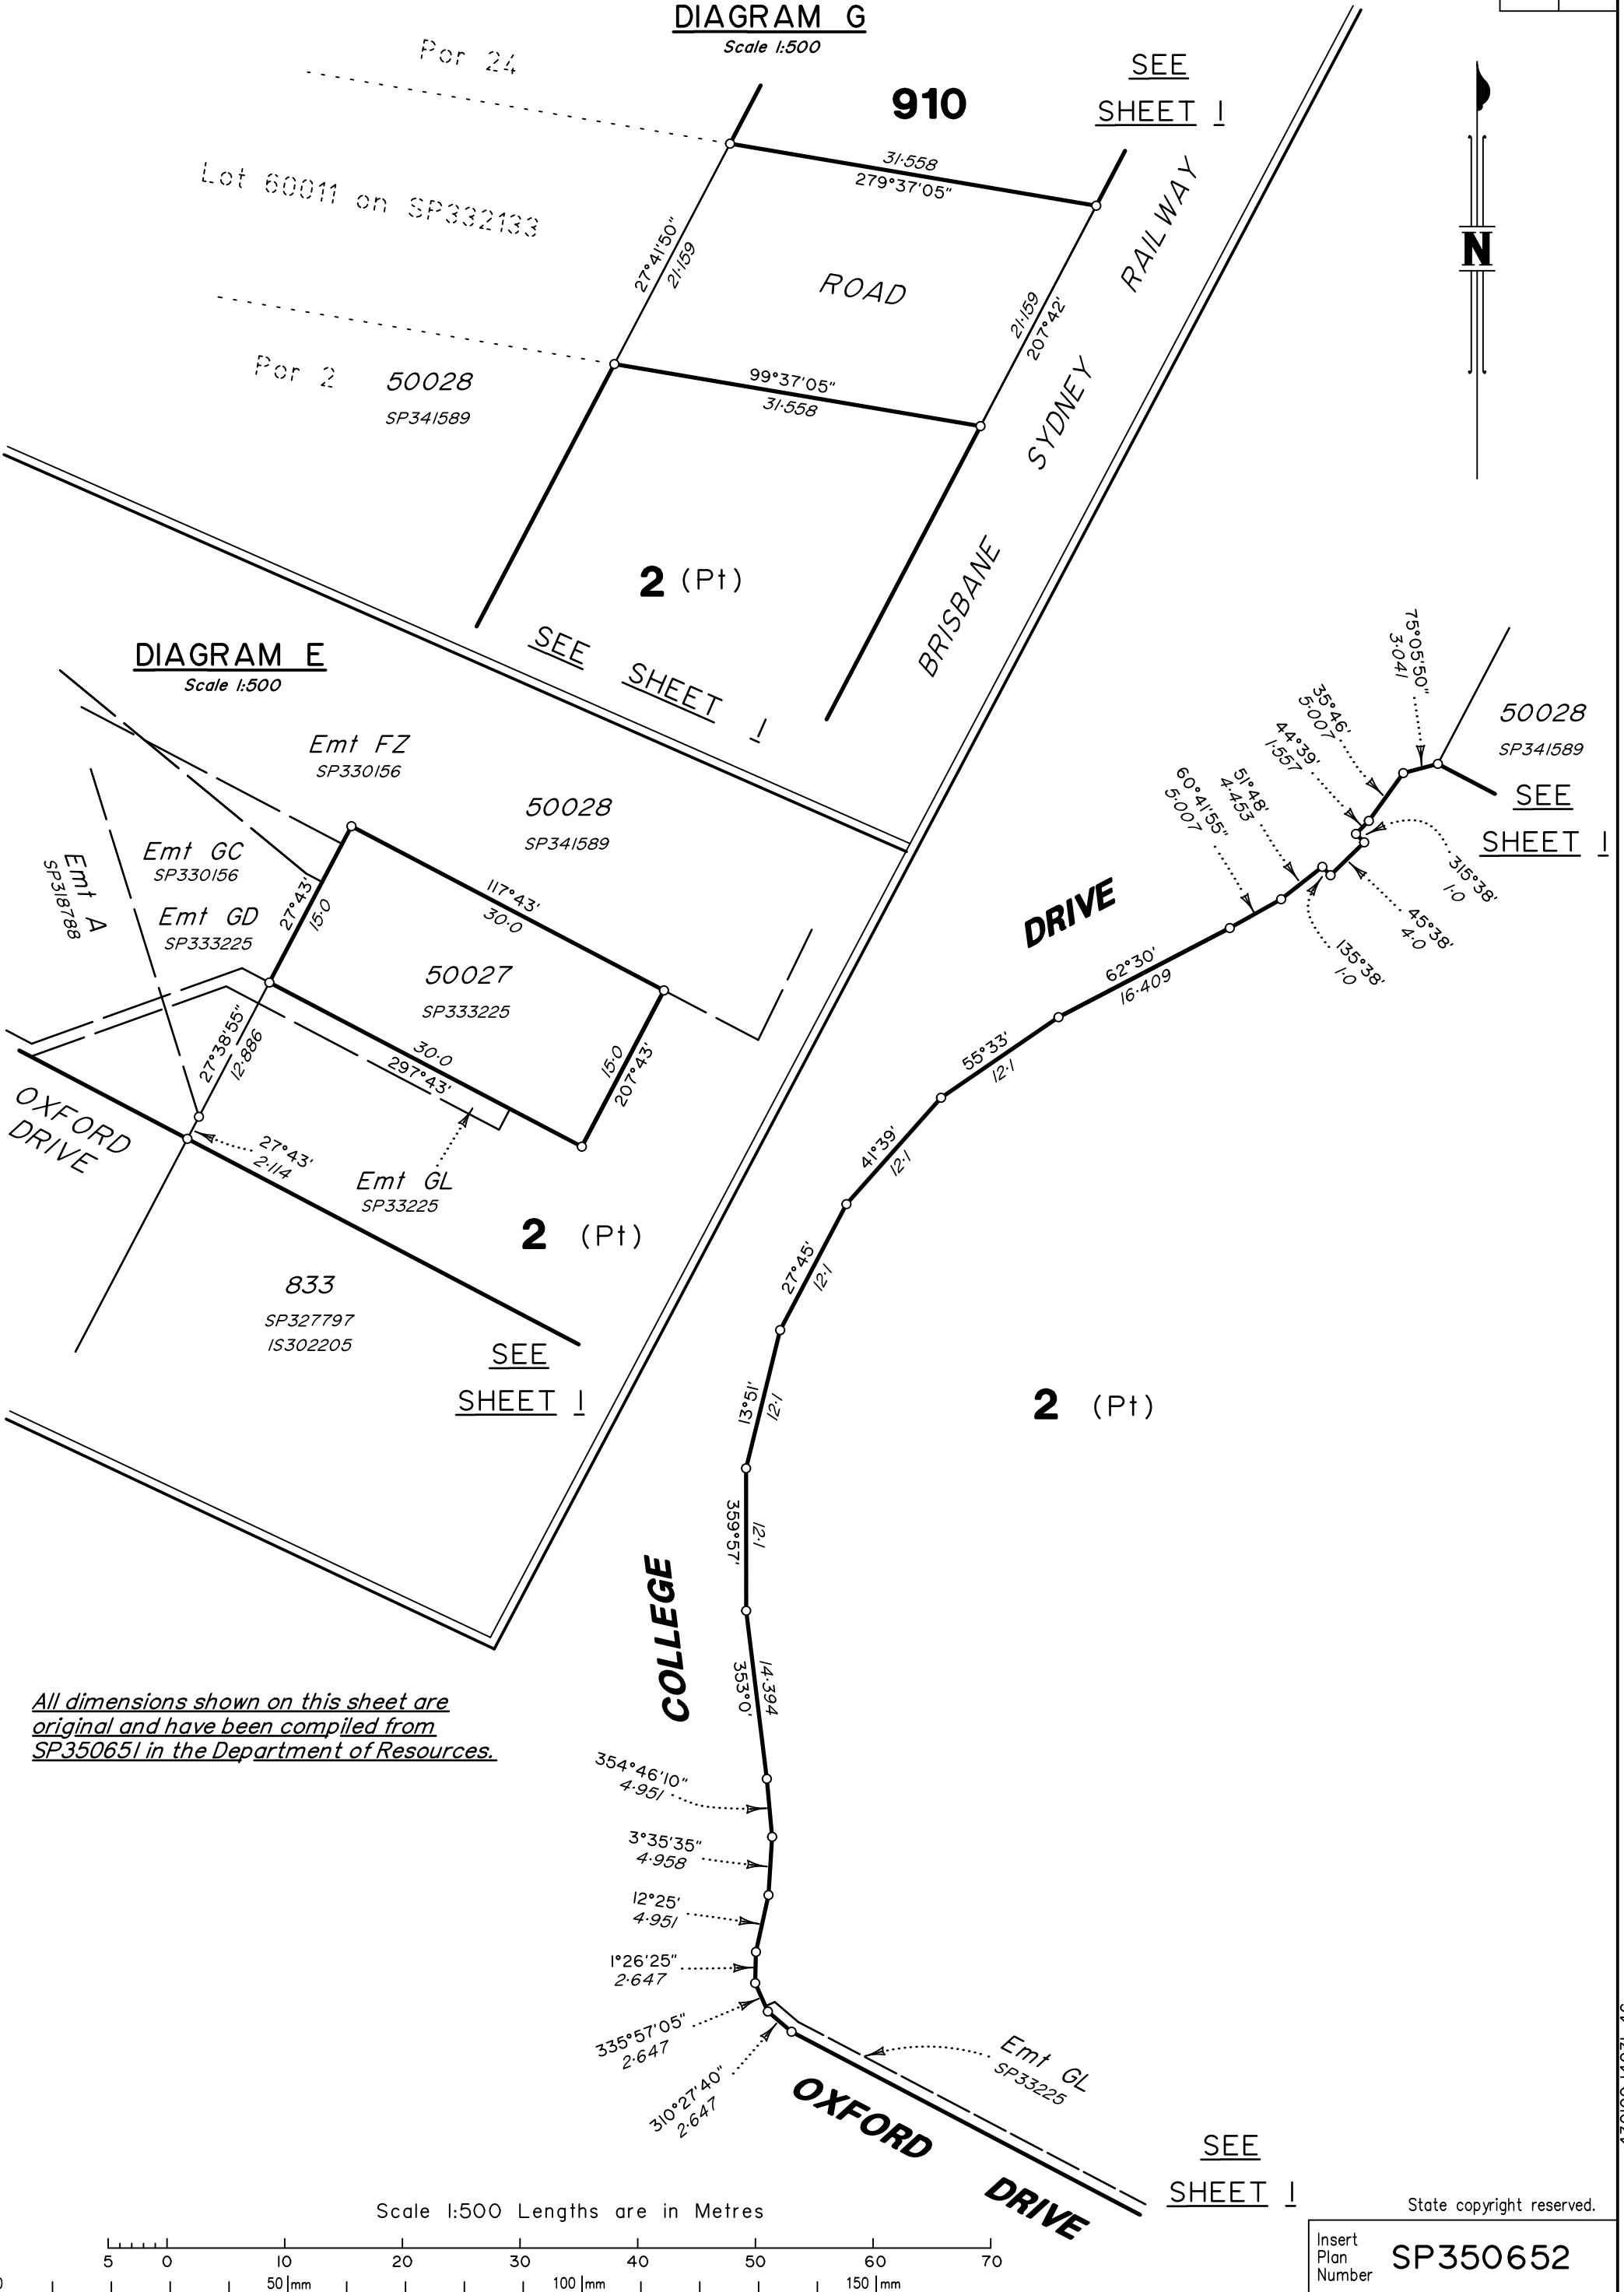 DIAGRAM G
Scale 1:500
Por 24
910
SEE
SHEET 1
31·558
279°37'05"
Lot 60011 on SP332133
27°41'50"
21·159
ROAD
21·159
207°42'
RAILWAY
SYDNEY
BRISBANE
N
Por 2
50028
SP341589
99°37'05"
31·558
2 (Pt)
SEE
SHEET
1
DIAGRAM E
Scale 1:500
Emt FZ
SP330156
50028
SP341589
Emt GC
SP330156
Emt A
SP318788
Emt GD
SP333225
27°43'
15·0
117°43'
30·0
50027
SP333225
30·0
297°43'
15·0
207°43'
27°38'55"
12·886
OXFORD
DRIVE
27°43'
2·114
Emt GL
SP33225
2 (Pt)
833
SP327797
IS302205
SEE
SHEET 1
75°05'50"
3·041
35°46'
5·007
44°39'
1·557
51°48'
4·453
60°41'55"
5·007
50028
SP341589
SEE
SHEET 1
315°38'
1·0
45°38'
4·0
135°38'
1·0
DRIVE
62°30'
16·409
55°33'
12·1
41°39'
12·1
27°45'
12·1
13°51'
12·1
2 (Pt)
359°57'
12·1
COLLEGE
14·394
353°0'
All dimensions shown on this sheet are
original and have been compiled from
SP350651 in the Department of Resources.
354°46'10"
4·951
3°35'35"
4·958
12°25'
4·951
1°26'25"
2·647
335°57'05"
2·647
310°27'40"
2·647
Emt GL
SP33225
OXFORD
DRIVE
SEE
SHEET 1
Scale 1:500 Lengths are in Metres
5 0 10 20 30 40 50 60 70
0 50 mm 100 mm 150 mm
State copyright reserved.
Insert
Plan
Number
SP350652